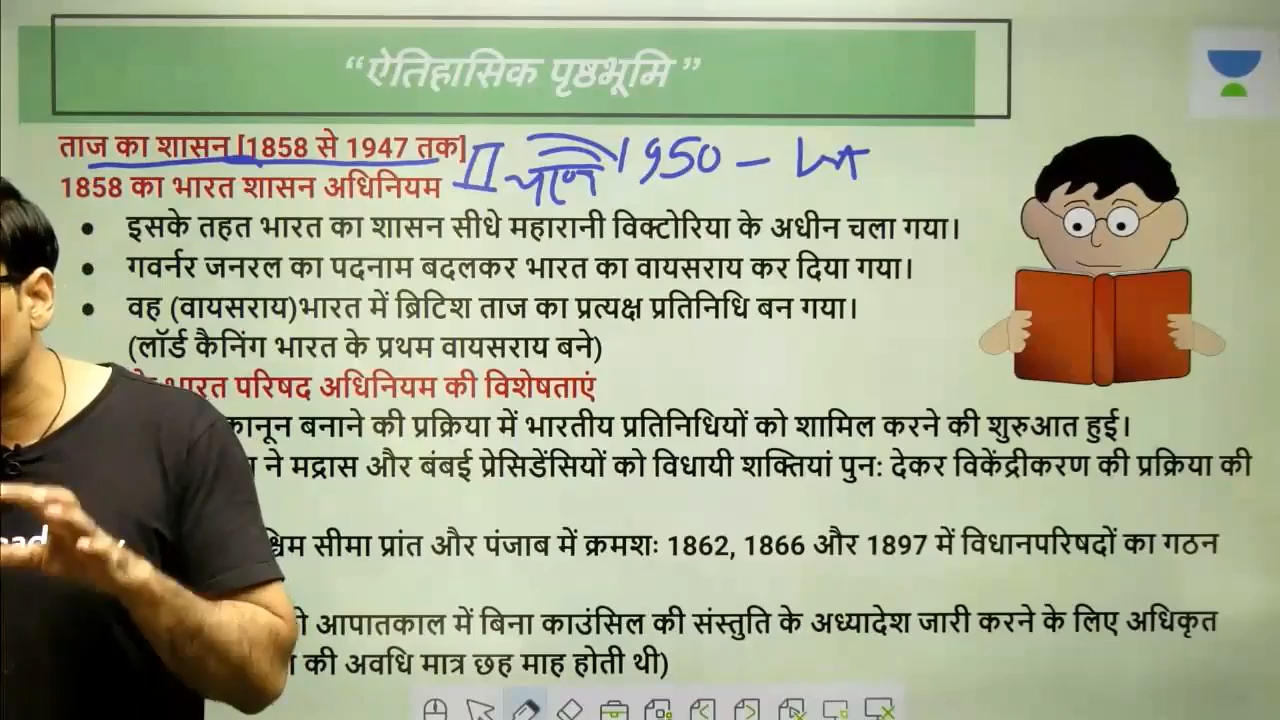 “ऐतिहासिक पृष्ठभूमि”
ताज का शासन [1858 से 1947 तक]
1950 -
1858 का भारत शासन अधिनियम
• इसके तहत भारत का शासन सीधे महारानी विक्टोरिया के अधीन चला गया।
• गवर्नर जनरल का पदनाम बदलकर भारत का वायसराय कर दिया गया।
• वह (वायसराय)भारत में ब्रिटिश ताज का प्रत्यक्ष प्रतिनिधि बन गया।
(लॉर्ड कैनिंग भारत के प्रथम वायसराय बने)
भारत परिषद अधिनियम की विशेषताएं
कानून बनाने की प्रक्रिया में भारतीय प्रतिनिधियों को शामिल करने की शुरुआत हुई।
ने मद्रास और बंबई प्रेसिडेंसियों को विधायी शक्तियां पुन: देकर विकेंद्रीकरण की प्रक्रिया की
सीमा प्रांत और पंजाब में क्रमशः 1862, 1866 और 1897 में विधानपरिषदों का गठन
आपातकाल में बिना काउंसिल की संस्तुति के अध्यादेश जारी करने के लिए अधिकृत
की अवधि मात्र छह माह होती थी)